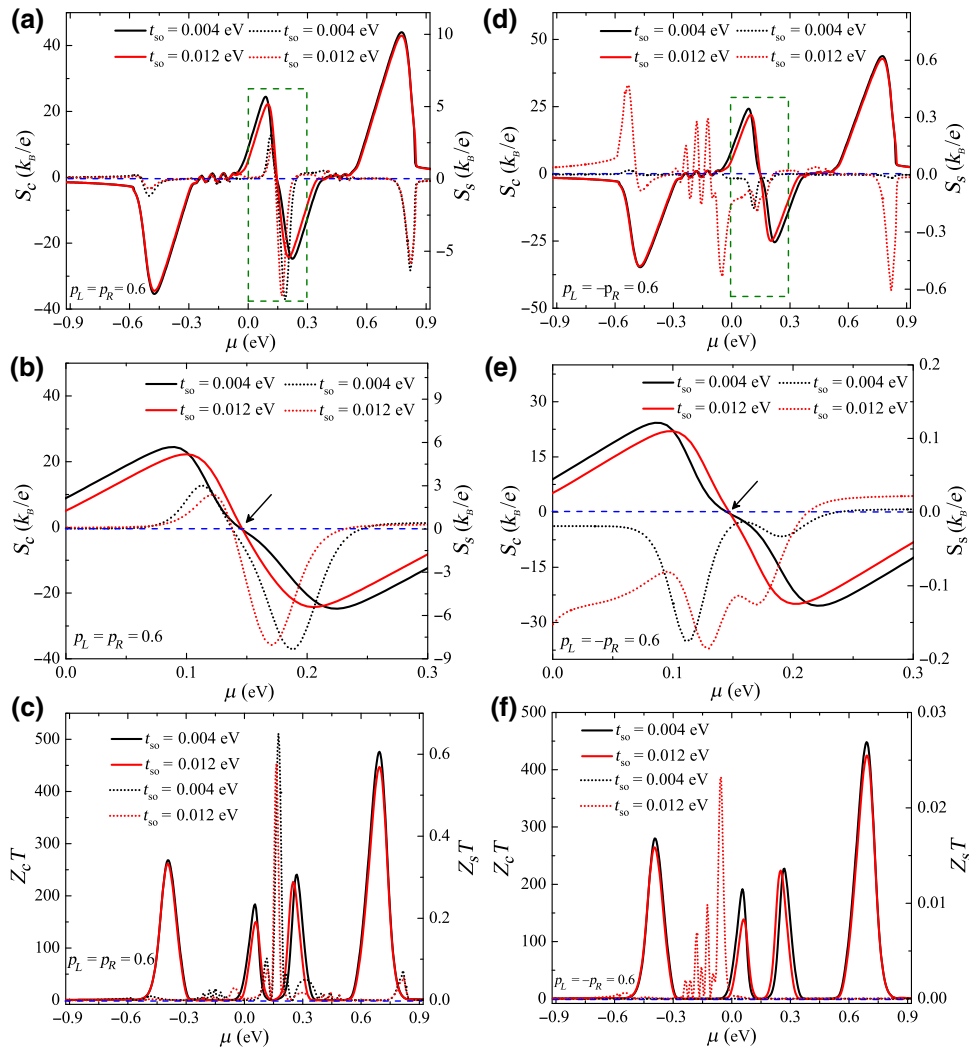 (a)
t_so = 0.004 eV
t_so = 0.004 eV
t_so = 0.012 eV
t_so = 0.012 eV
40
20
0
−20
−40
10
5
0
−5
S_c (k_B/e)
S_s (k_B/e)
p_L = p_R = 0.6
−0.9 −0.6 −0.3 0.0 0.3 0.6 0.9
μ (eV)
(d)
t_so = 0.004 eV
t_so = 0.004 eV
t_so = 0.012 eV
t_so = 0.012 eV
50
25
0
−25
−50
0.6
0.3
0.0
−0.3
−0.6
S_c (k_B/e)
S_s (k_B/e)
p_L = −p_R = 0.6
−0.9 −0.6 −0.3 0.0 0.3 0.6 0.9
μ (eV)
(b)
t_so = 0.004 eV
t_so = 0.004 eV
t_so = 0.012 eV
t_so = 0.012 eV
40
20
0
−20
−40
9
6
3
0
−3
−6
−9
S_c (k_B/e)
S_s (k_B/e)
p_L = p_R = 0.6
0.0 0.1 0.2 0.3
μ (eV)
(e)
t_so = 0.004 eV
t_so = 0.004 eV
t_so = 0.012 eV
t_so = 0.012 eV
30
15
0
−15
−30
0.2
0.1
0.0
−0.1
−0.2
S_c (k_B/e)
S_s (k_B/e)
p_L = −p_R = 0.6
0.0 0.1 0.2 0.3
μ (eV)
(c)
t_so = 0.004 eV
t_so = 0.012 eV
t_so = 0.004 eV
t_so = 0.012 eV
500
400
300
200
100
0
0.6
0.4
0.2
0.0
Z_c T
Z_s T
p_L = p_R = 0.6
−0.9 −0.6 −0.3 0.0 0.3 0.6 0.9
μ (eV)
(f)
t_so = 0.004 eV
t_so = 0.012 eV
t_so = 0.004 eV
t_so = 0.012 eV
500
400
300
200
100
0
0.03
0.02
0.01
0.00
Z_c T
Z_s T
p_L = −p_R = 0.6
−0.9 −0.6 −0.3 0.0 0.3 0.6 0.9
μ (eV)